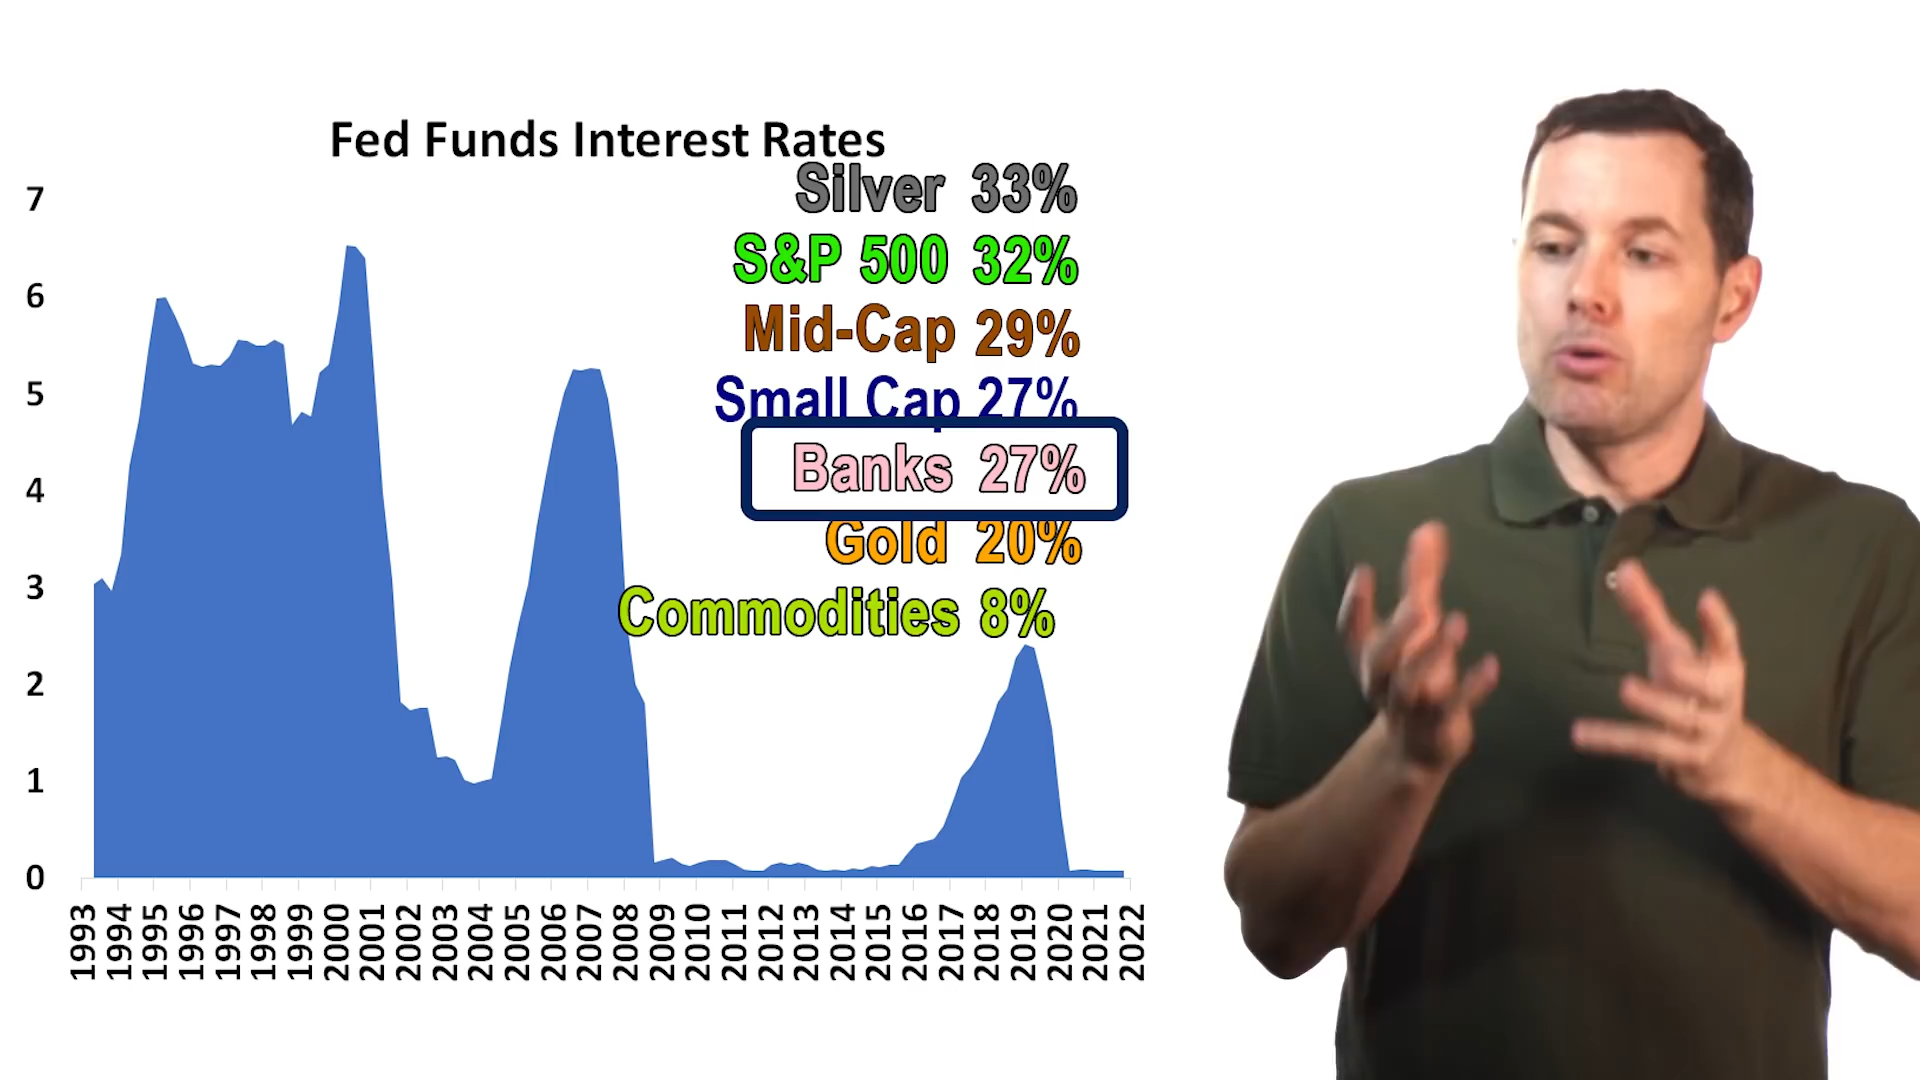 Fed Funds Interest Rates
Silver 33%
7
S&P 500 32%
6
Mid-Cap 29%
5
Small Cap 27%
Banks 27%
4
Gold 20%
3
Commodities 8%
2
1
0
1993 1994 1995 1996 1997 1998 1999 2000 2001 2002 2003 2004 2005 2006 2007 2008 2009 2010 2011 2012 2013 2014 2015 2016 2017 2018 2019 2020 2021 2022